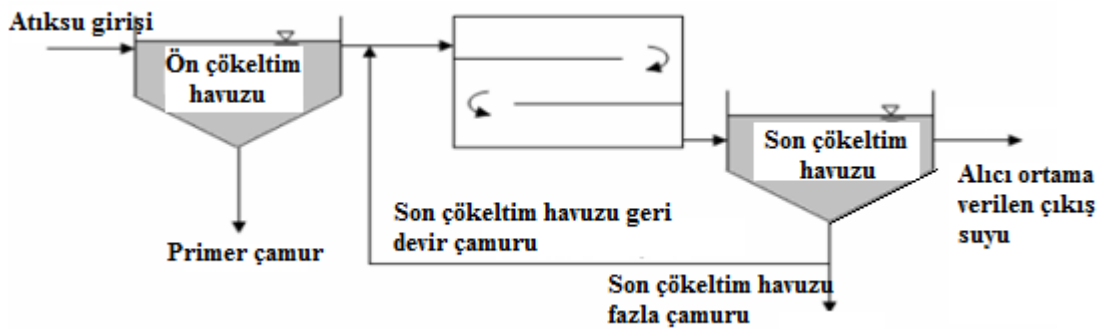 Atıksu girişi
Ön çökeltim
havuzu
Primer çamur
Son çökeltim havuzu geri
devir çamuru
Son çökeltim
havuzu
Alıcı ortama
verilen çıkış
suyu
Son çökeltim havuzu
fazla çamuru